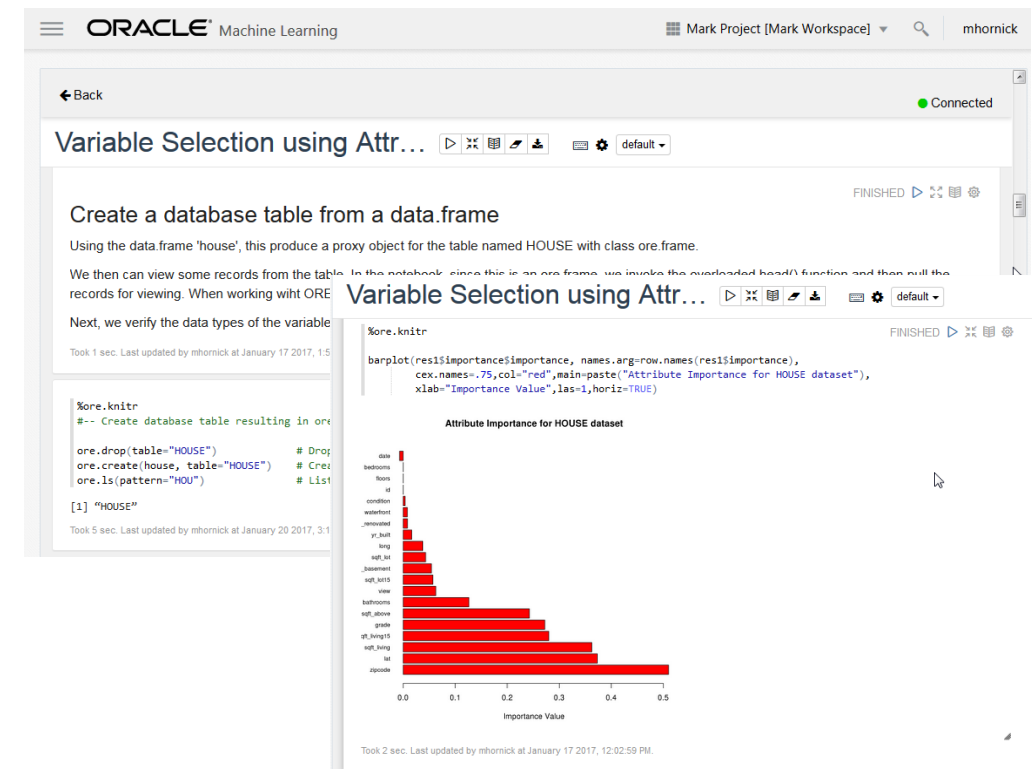 ORACLE Machine Learning
Mark Project [Mark Workspace]
mhornick
Back
Connected
Variable Selection using Attr...
default
FINISHED
Create a database table from a data.frame
Using the data.frame 'house', this produce a proxy object for the table named HOUSE with class ore.frame.
We then can view some records from the table. In the notebook, since this is an ore.frame, we invoke the overloaded head() function and then pull the
records for viewing. When working wiht ORE
Next, we verify the data types of the variable
Took 1 sec. Last updated by mhornick at January 17 2017, 1:5
%ore.knitr
#-- Create database table resulting in ore
ore.drop(table="HOUSE") # Drop
ore.create(house, table="HOUSE") # Crea
ore.ls(pattern="HOU") # List
[1] “HOUSE”
Took 5 sec. Last updated by mhornick at January 20 2017, 3:1
Variable Selection using Attr...
default
%ore.knitr
FINISHED
barplot(res1$importance$importance, names.arg=row.names(res1$importance),
cex.names=.75,col="red",main=paste("Attribute Importance for HOUSE dataset"),
xlab="Importance Value",las=1,horiz=TRUE)
Attribute Importance for HOUSE dataset
date
bedrooms
floors
id
condition
waterfront
_renovated
yr_built
long
sqft_lot
_basement
sqft_lot15
view
bathrooms
sqft_above
grade
qft_living15
sqft_living
lat
zipcode
0.0 0.1 0.2 0.3 0.4 0.5
Importance Value
Took 2 sec. Last updated by mhornick at January 17 2017, 12:02:59 PM.